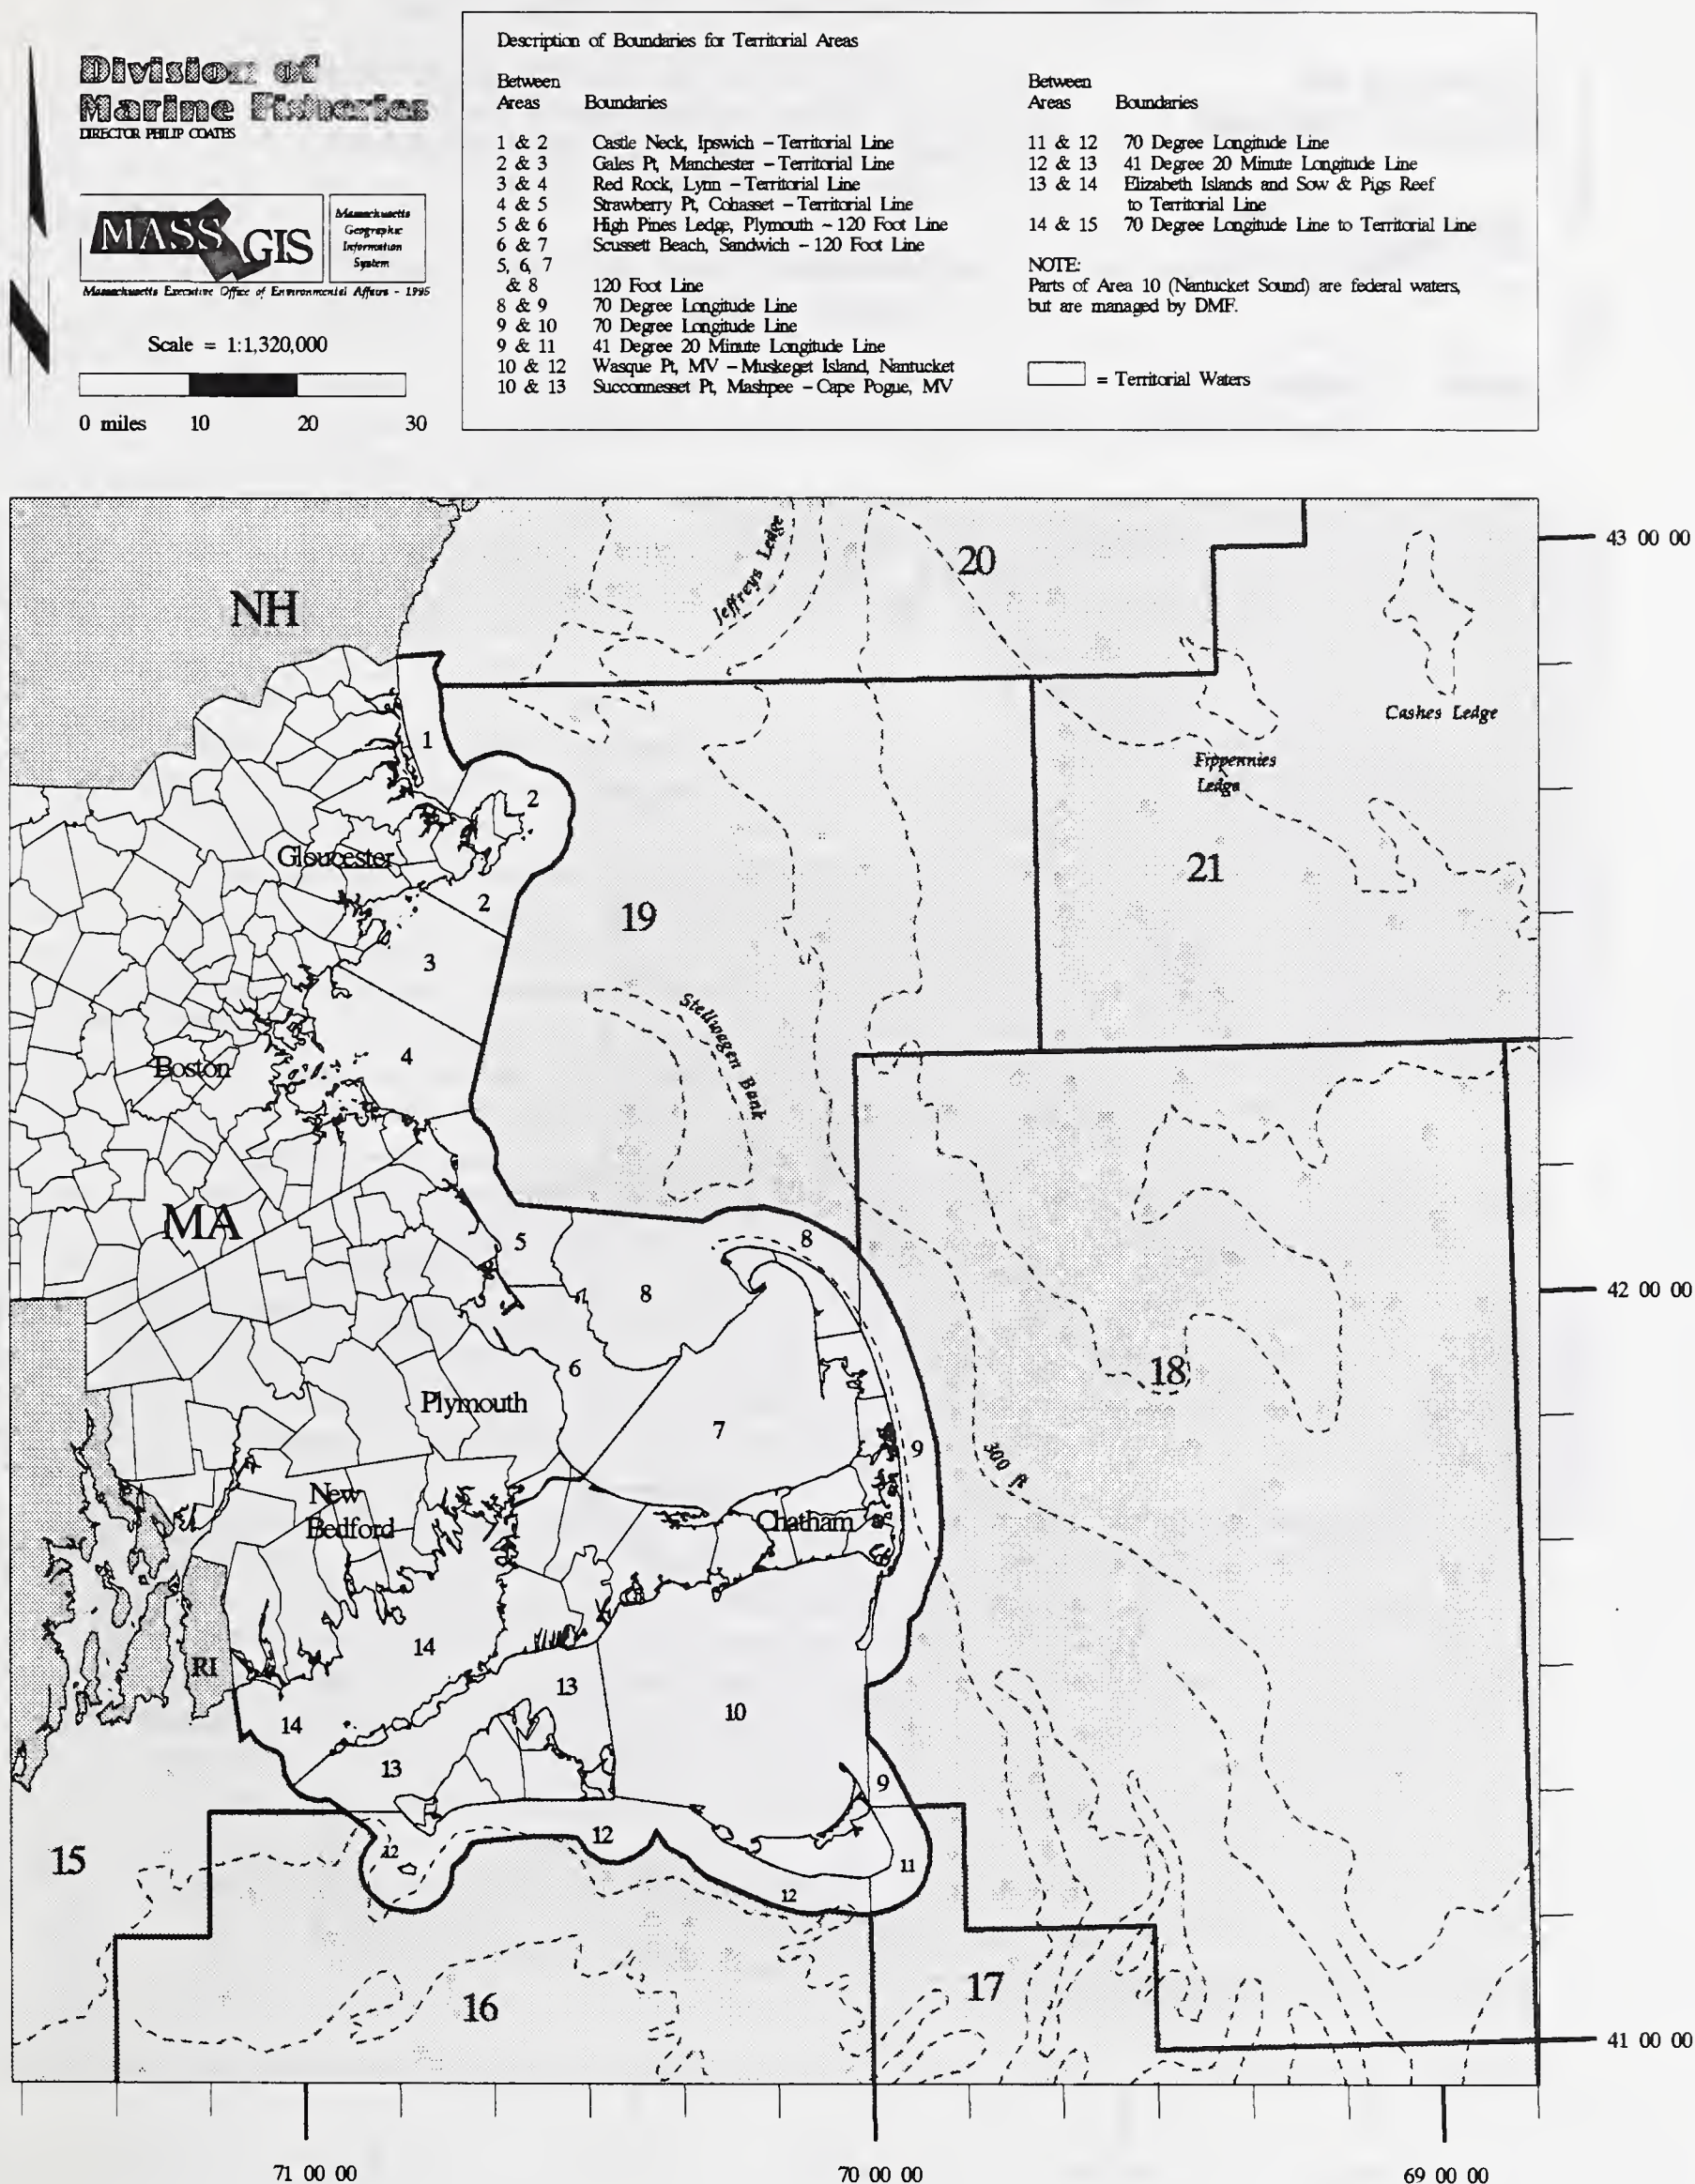 Division of
Marine Fisheries
DIRECTOR PHILIP COATES
MASS GIS
Massachusetts
Geographic
Information
System
Massachusetts Executive Office of Environmental Affairs - 1995
Scale = 1:1,320,000
0 miles 10 20 30
Description of Boundaries for Territorial Areas
Between
Areas Boundaries
1 & 2 Castle Neck, Ipswich - Territorial Line
2 & 3 Gales Pt, Manchester - Territorial Line
3 & 4 Red Rock, Lynn - Territorial Line
4 & 5 Strawberry Pt, Cohasset - Territorial Line
5 & 6 High Pines Ledge, Plymouth - 120 Foot Line
6 & 7 Scussett Beach, Sandwich - 120 Foot Line
5, 6, 7
& 8 120 Foot Line
8 & 9 70 Degree Longitude Line
9 & 10 70 Degree Longitude Line
9 & 11 41 Degree 20 Minute Longitude Line
10 & 12 Wasque Pt, MV - Muskeget Island, Nantucket
10 & 13 Succonnesset Pt, Mashpee - Cape Pogue, MV
Between
Areas Boundaries
11 & 12 70 Degree Longitude Line
12 & 13 41 Degree 20 Minute Longitude Line
13 & 14 Elizabeth Islands and Sow & Pigs Reef
to Territorial Line
14 & 15 70 Degree Longitude Line to Territorial Line
NOTE:
Parts of Area 10 (Nantucket Sound) are federal waters,
but are managed by DMF.
= Territorial Waters
43 00 00
20
Jeffreys Ledge
NH
Cashes Ledge
1
Fippennies
Ledge
2
Gloucester
21
2
19
3
Stellwagen Bank
4
Boston
MA
8
5
8
42 00 00
6
18
Plymouth
7
9
300 ft
New
Bedford
Chatham
14
RI
13
10
14
13
9
12
12
15
11
12
17
16
41 00 00
71 00 00
70 00 00
69 00 00